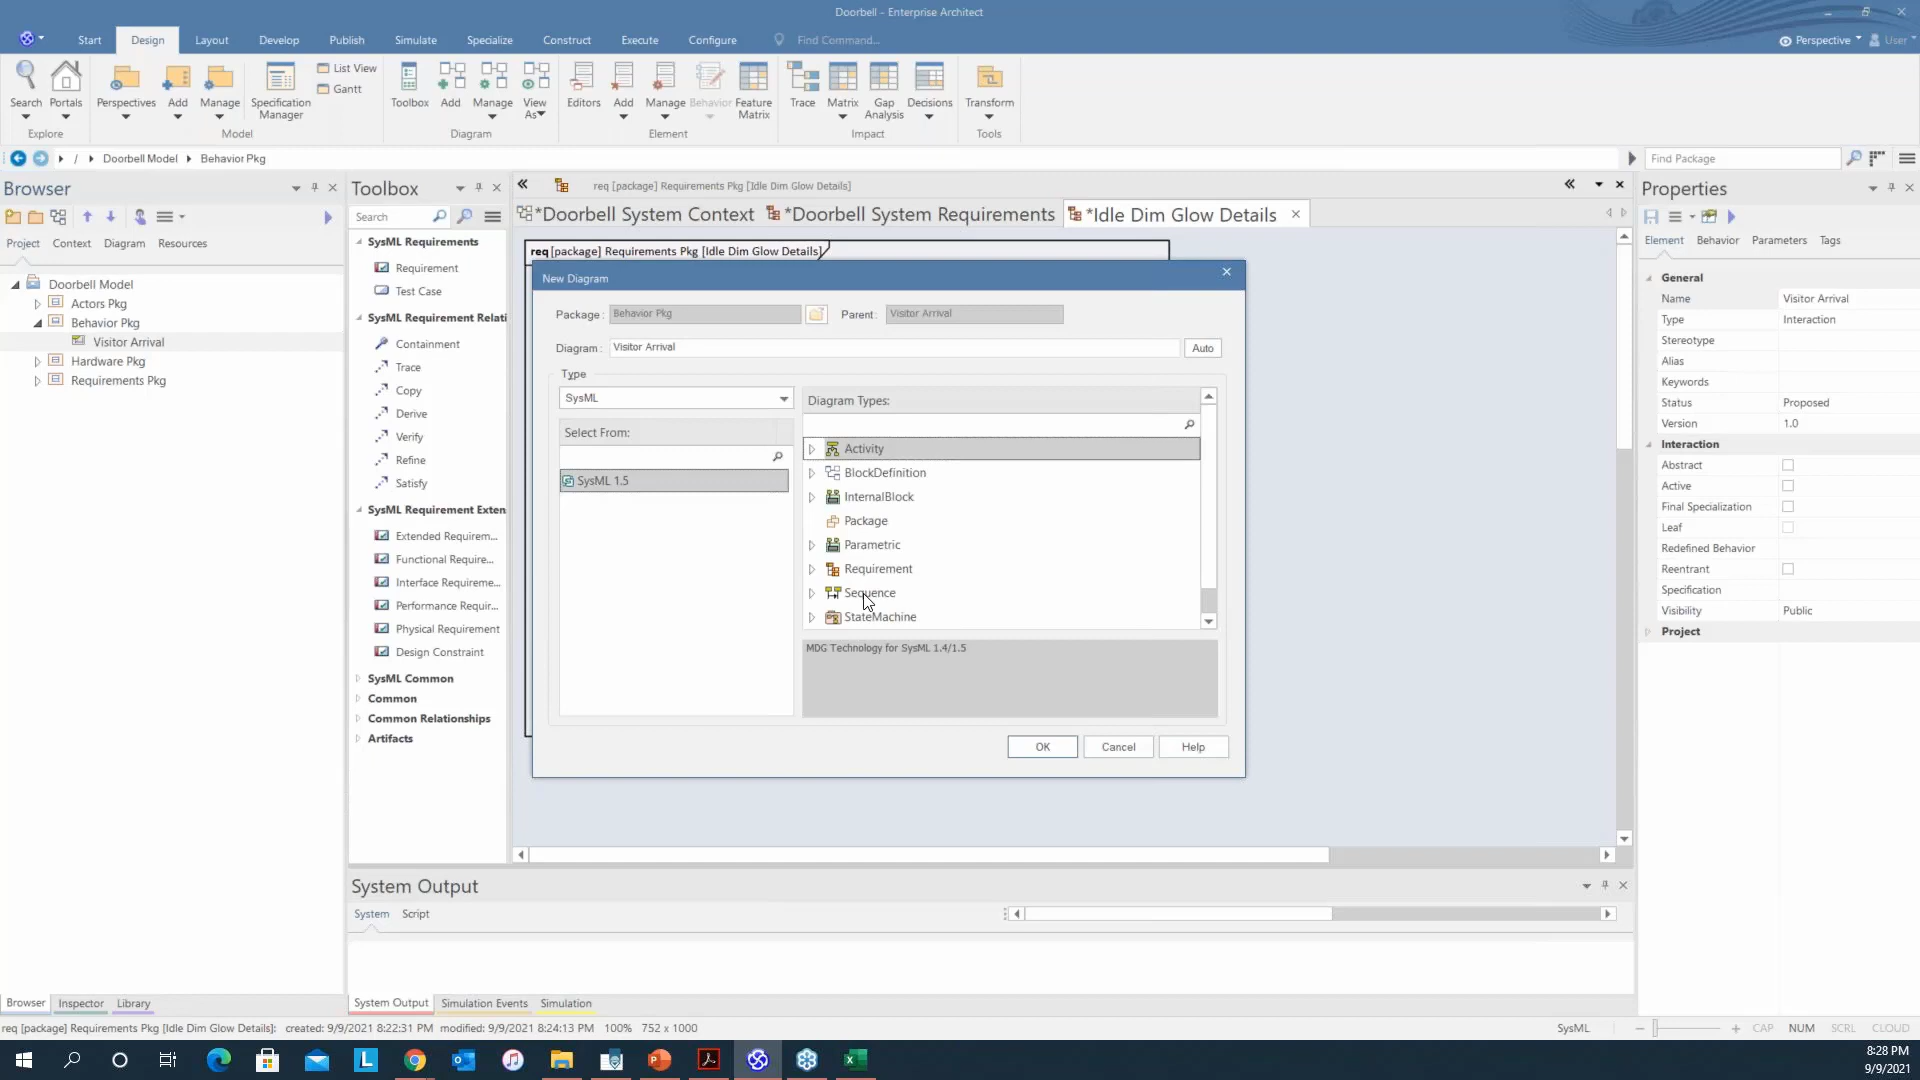 Doorbell - Enterprise Architect
Start Design Layout Develop Publish Simulate Specialize Construct Execute Configure Find Command... Perspective User
Search Portals Perspectives Add Manage Specification Manager List View Gantt Toolbox Add Manage View As Editors Add Manage Behavior Feature Matrix Trace Matrix Gap Analysis Decisions Transform
Explore Model Diagram Element Impact Tools
/ Doorbell Model Behavior Pkg Find Package
Browser
Project Context Diagram Resources
Doorbell Model
Actors Pkg
Behavior Pkg
Visitor Arrival
Hardware Pkg
Requirements Pkg
Toolbox
Search
SysML Requirements
Requirement
Test Case
SysML Requirement Relati
Containment
Trace
Copy
Derive
Verify
Refine
Satisfy
SysML Requirement Exten
Extended Requirem...
Functional Require...
Interface Requireme...
Performance Requir...
Physical Requirement
Design Constraint
SysML Common
Common
Common Relationships
Artifacts
req [package] Requirements Pkg [Idle Dim Glow Details]
*Doorbell System Context *Doorbell System Requirements *Idle Dim Glow Details
req [package] Requirements Pkg [Idle Dim Glow Details]
New Diagram
Package: Behavior Pkg Parent: Visitor Arrival
Diagram: Visitor Arrival Auto
Type
SysML
Select From:
SysML 1.5
Diagram Types:
Activity
BlockDefinition
InternalBlock
Package
Parametric
Requirement
Sequence
StateMachine
MDG Technology for SysML 1.4/1.5
OK Cancel Help
Properties
Element Behavior Parameters Tags
General
Name Visitor Arrival
Type Interaction
Stereotype
Alias
Keywords
Status Proposed
Version 1.0
Interaction
Abstract
Active
Final Specialization
Leaf
Redefined Behavior
Reentrant
Specification
Visibility Public
Project
System Output
System Script
Browser Inspector Library System Output Simulation Events Simulation
req [package] Requirements Pkg [Idle Dim Glow Details]: created: 9/9/2021 8:22:31 PM modified: 9/9/2021 8:24:13 PM 100% 752 x 1000 SysML CAP NUM SCRL CLOUD
8:28 PM
9/9/2021